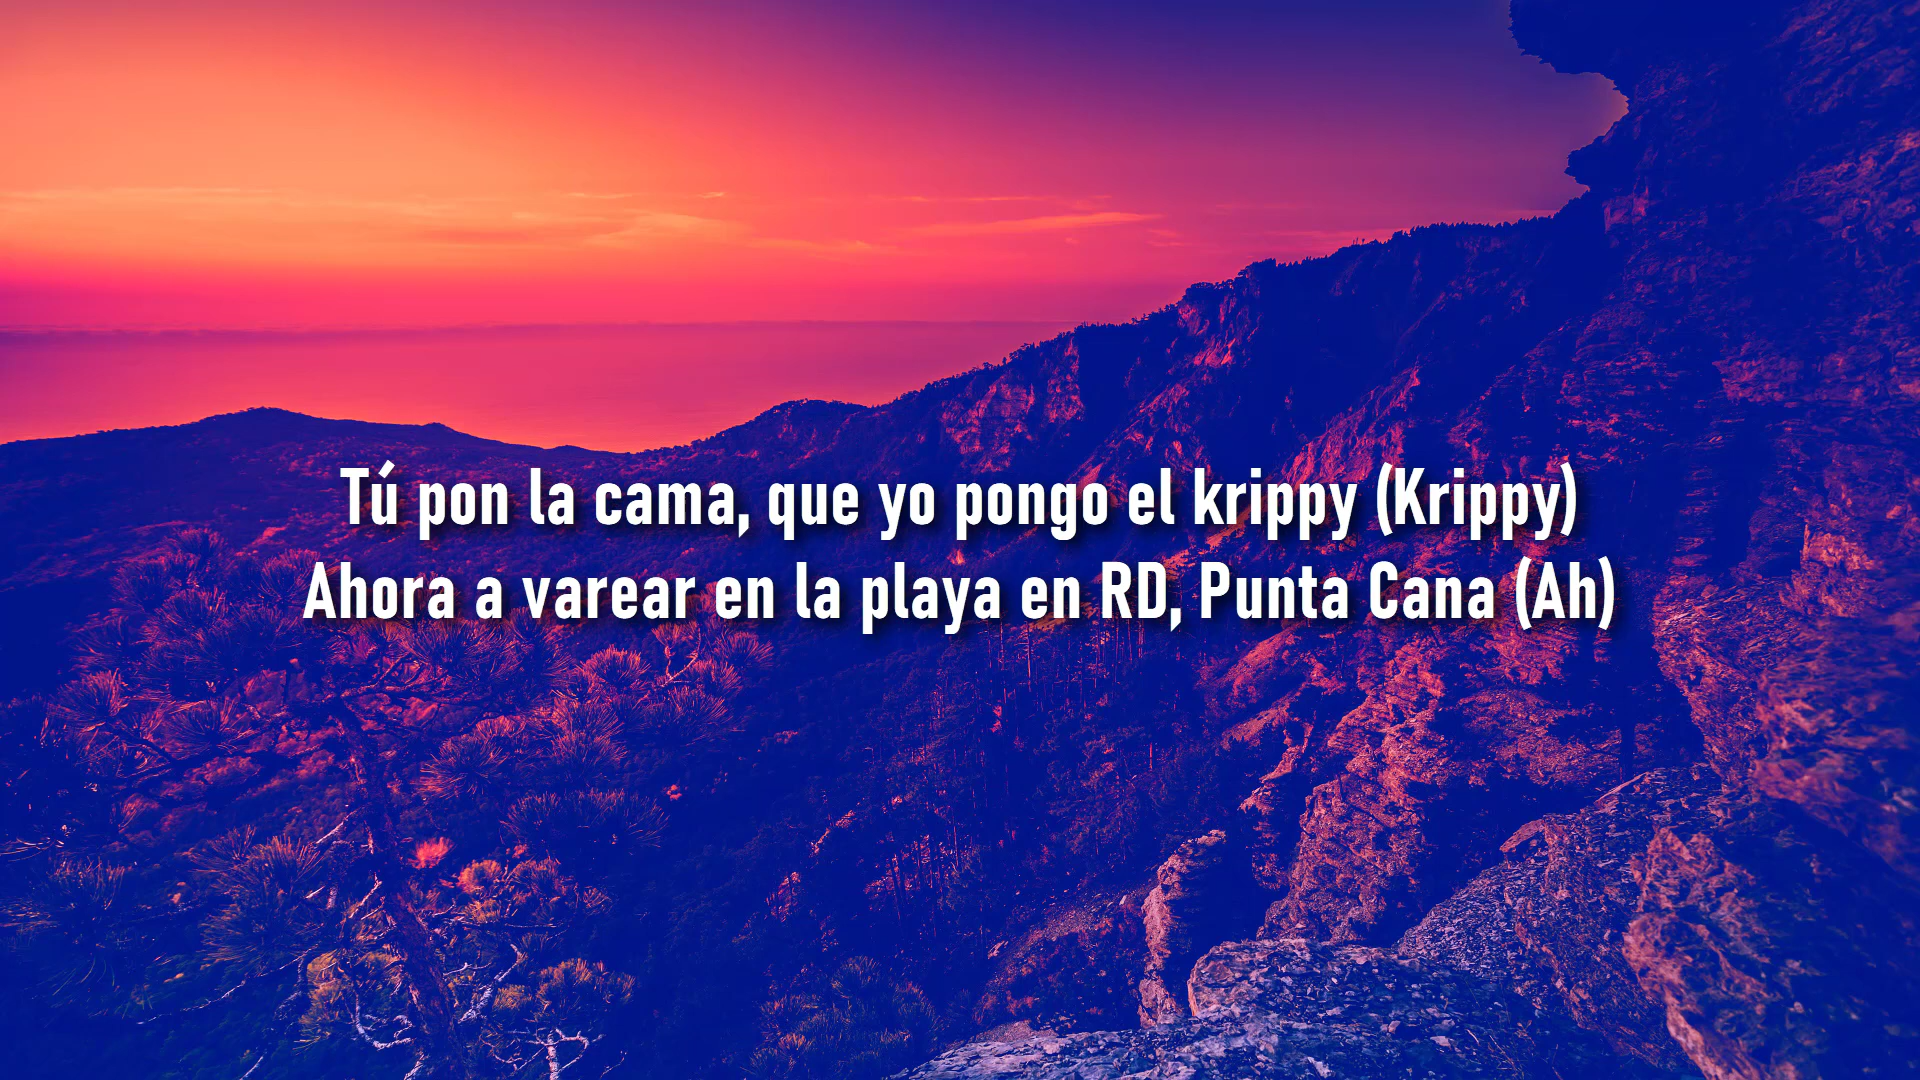 Tú pon la cama, que yo pongo el krippy (Krippy)
Ahora a varear en la playa en RD, Punta Cana (Ah)